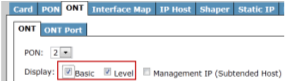 Card PON ONT Interface Map IP Host Shaper Static IP
ONT ONT Port
PON: 2
Display: Basic Level Management IP (Subtended Host)